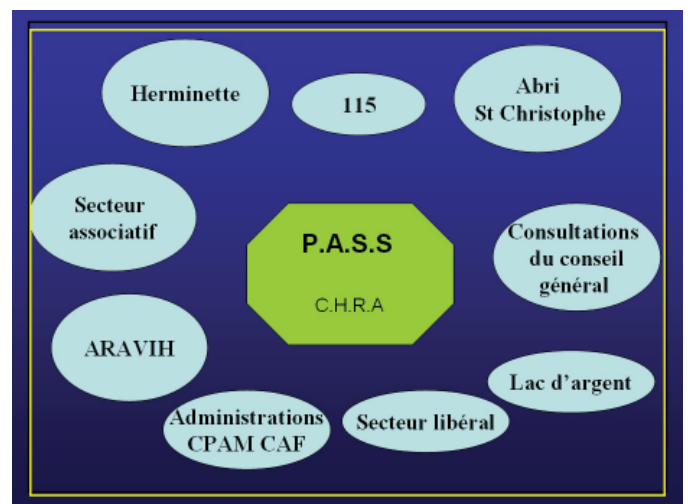 Herminette
115
Abri
St Christophe
Secteur
associatif
P.A.S.S
C.H.R.A
Consultations
du conseil
général
ARAVIH
Lac d'argent
Administrations
CPAM CAF
Secteur libéral